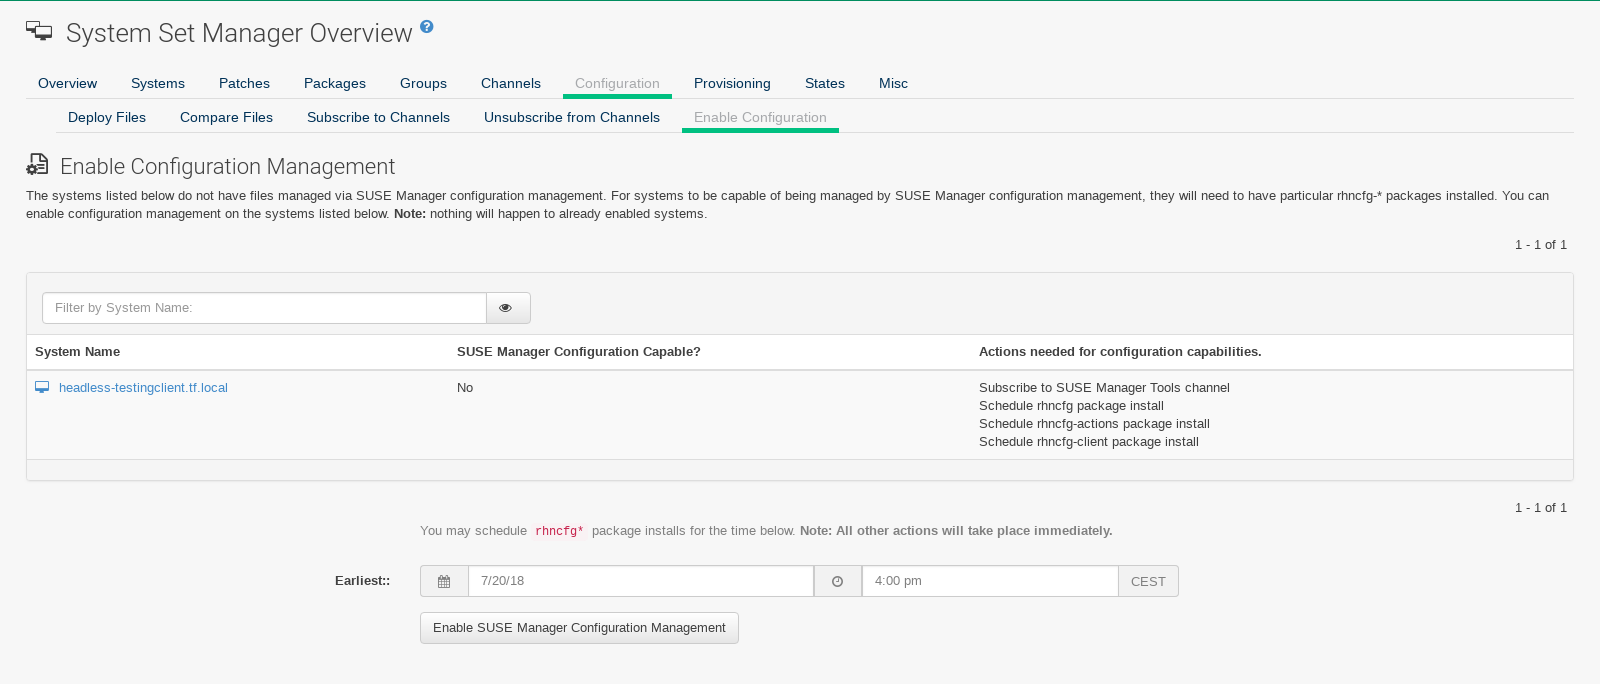 System Set Manager Overview ?
Overview Systems Patches Packages Groups Channels Configuration Provisioning States Misc
Deploy Files Compare Files Subscribe to Channels Unsubscribe from Channels Enable Configuration
Enable Configuration Management
The systems listed below do not have files managed via SUSE Manager configuration management. For systems to be capable of being managed by SUSE Manager configuration management, they will need to have particular rhncfg-* packages installed. You can
enable configuration management on the systems listed below. Note: nothing will happen to already enabled systems.
1 - 1 of 1
Filter by System Name:
System Name SUSE Manager Configuration Capable? Actions needed for configuration capabilities.
headless-testingclient.tf.local No Subscribe to SUSE Manager Tools channel
Schedule rhncfg package install
Schedule rhncfg-actions package install
Schedule rhncfg-client package install
1 - 1 of 1
You may schedule rhncfg* package installs for the time below. Note: All other actions will take place immediately.
Earliest:: 7/20/18 4:00 pm CEST
Enable SUSE Manager Configuration Management